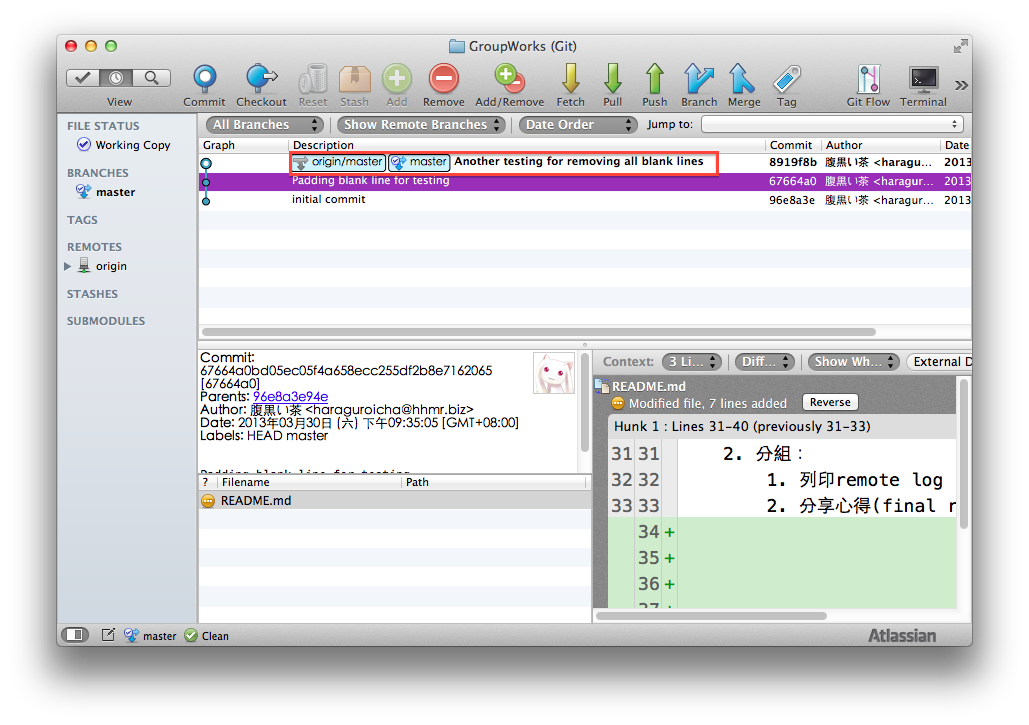 GroupWorks (Git)
View
Commit
Checkout
Reset
Stash
Add
Remove
Add/Remove
Fetch
Pull
Push
Branch
Merge
Tag
Git Flow
Terminal
FILE STATUS
Working Copy
BRANCHES
master
TAGS
REMOTES
origin
STASHES
SUBMODULES
All Branches
Show Remote Branches
Date Order
Jump to:
Graph Description Commit Author Date
origin/master master Another testing for removing all blank lines 8919f8b 腹黒い茶 <haragu... 2013
Padding blank line for testing 67664a0 腹黒い茶 <haragur... 2013
initial commit 96e8a3e 腹黒い茶 <haragur... 2013
Commit:
67664a0bd05ec05f4a658ecc255df2b8e7162065
[67664a0]
Parents: 96e8a3e94e
Author: 腹黒い茶 <haraguroicha@hhmr.biz>
Date: 2013年03月30日 (六) 下午09:35:05 [GMT+08:00]
Labels: HEAD master
Padding blank line for testing
? Filename Path
README.md
Context: 3 Li... Diff... Show Wh... External D
README.md
Modified file, 7 lines added Reverse
Hunk 1 : Lines 31-40 (previously 31-33)
31 31 2. 分組：
32 32 1. 列印remote log
33 33 2. 分享心得(final r
34 +
35 +
36 +
37 +
master Clean
Atlassian